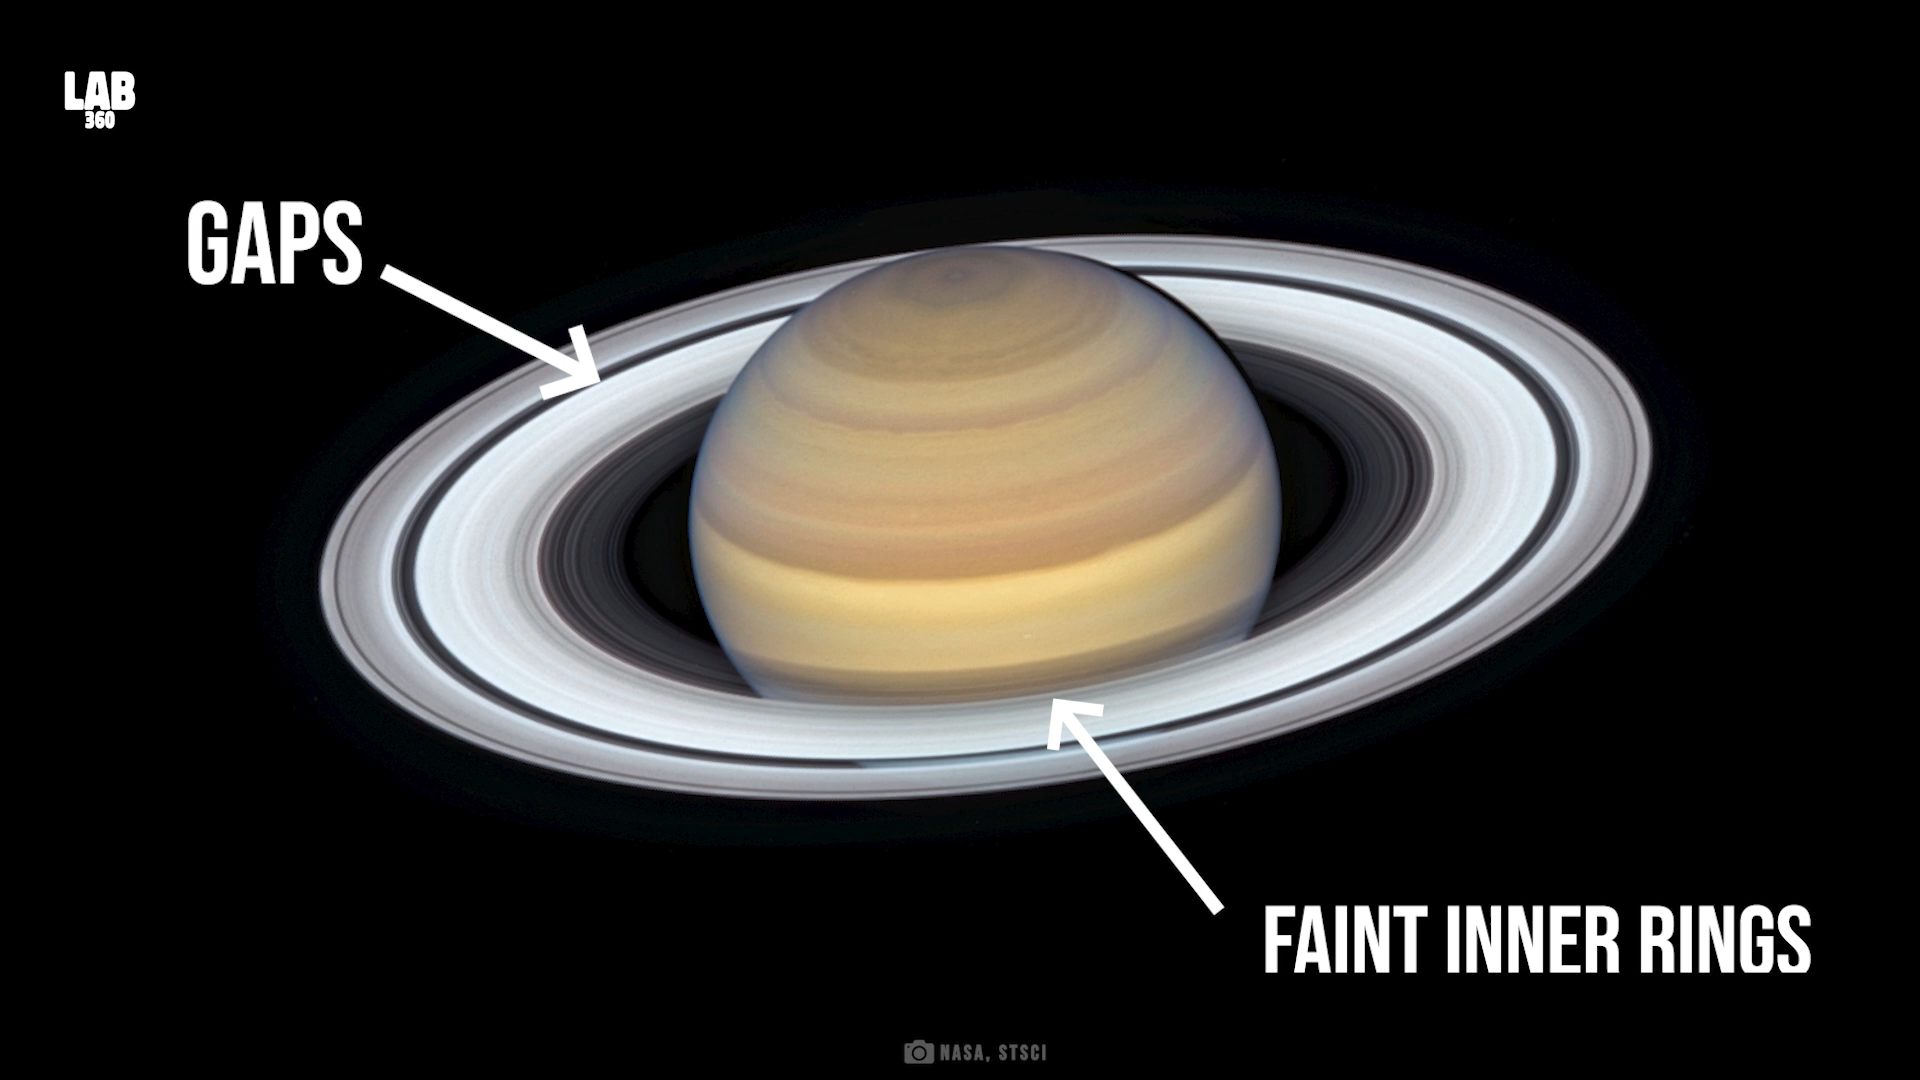 LAB
360
GAPS
FAINT INNER RINGS
NASA, STSCI